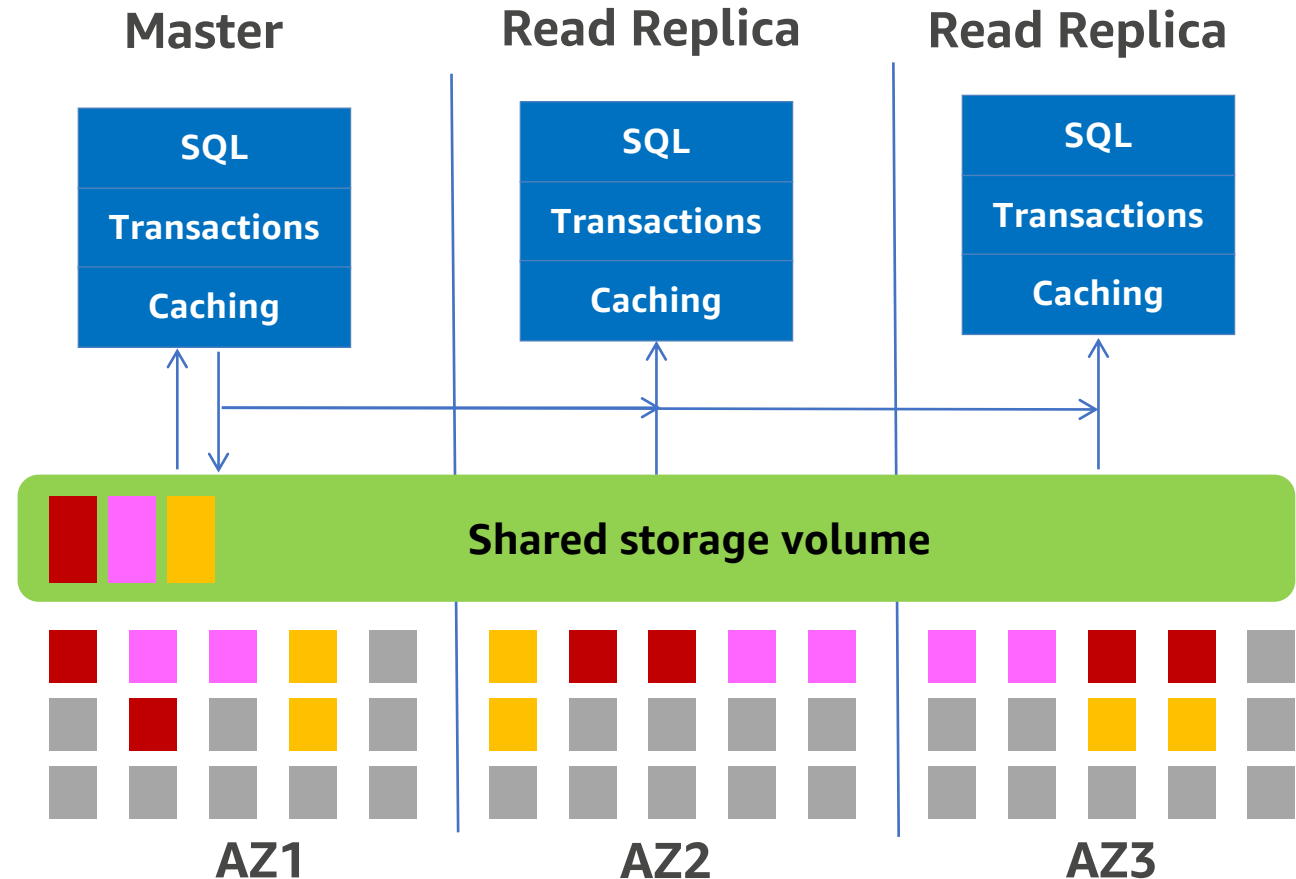 Master
Read Replica
Read Replica
SQL
Transactions
Caching
SQL
Transactions
Caching
SQL
Transactions
Caching
Shared storage volume
AZ1
AZ2
AZ3